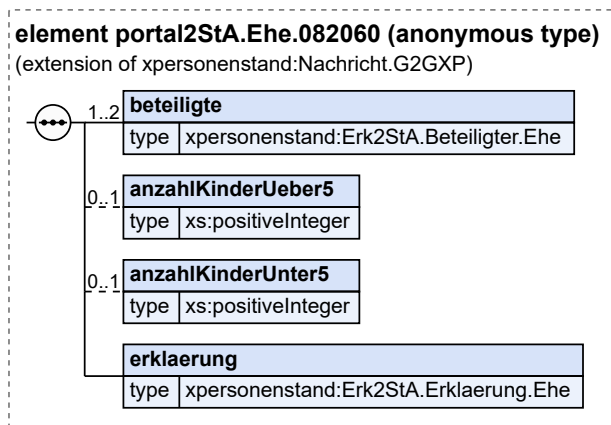 element portal2StA.Ehe.082060 (anonymous type)
(extension of xpersonenstand:Nachricht.G2GXP)
1..2 beteiligte
type xpersonenstand:Erk2StA.Beteiligter.Ehe
0..1 anzahlKinderUeber5
type xs:positiveInteger
0..1 anzahlKinderUnter5
type xs:positiveInteger
erklaerung
type xpersonenstand:Erk2StA.Erklaerung.Ehe